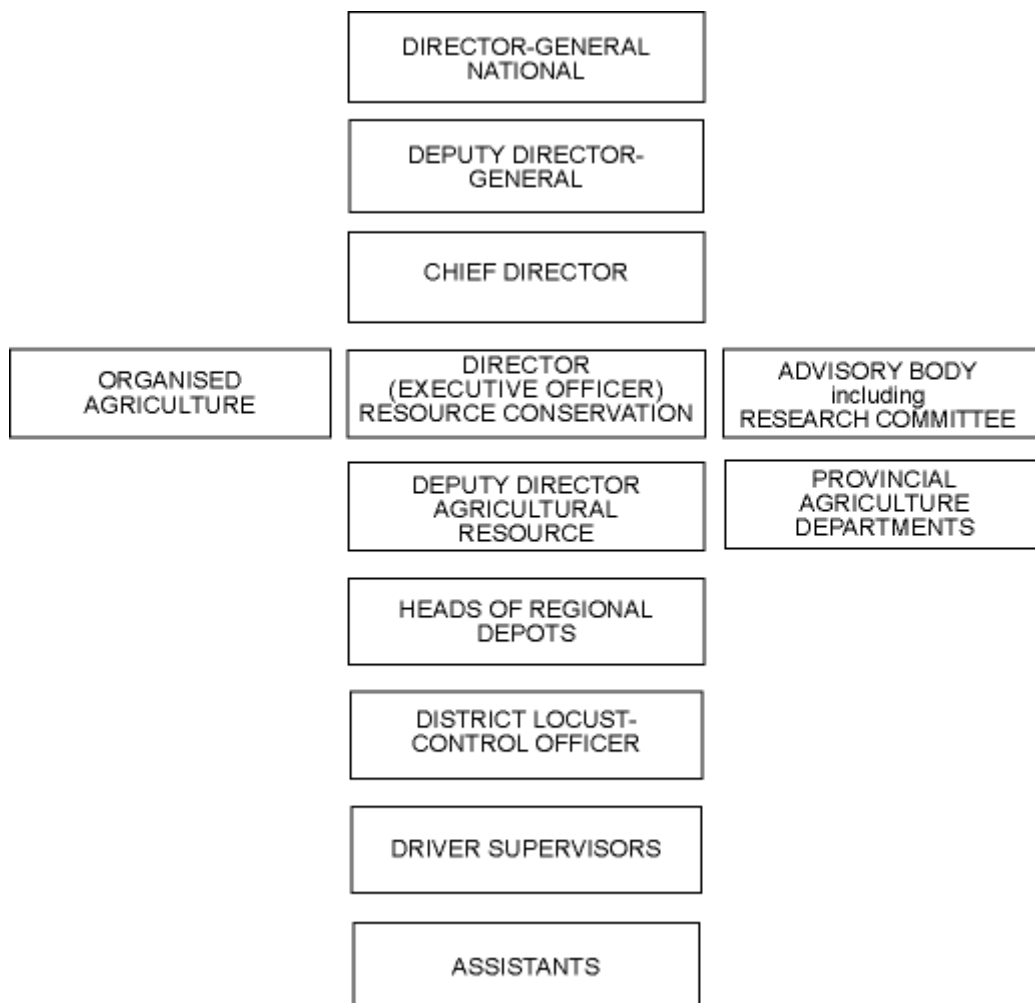 DIRECTOR-GENERAL
NATIONAL
DEPUTY DIRECTOR-
GENERAL
CHIEF DIRECTOR
ORGANISED
AGRICULTURE
DIRECTOR
(EXECUTIVE OFFICER)
RESOURCE CONSERVATION
ADVISORY BODY
including
RESEARCH COMMITTEE
DEPUTY DIRECTOR
AGRICULTURAL
RESOURCE
PROVINCIAL
AGRICULTURE
DEPARTMENTS
HEADS OF REGIONAL
DEPOTS
DISTRICT LOCUST-
CONTROL OFFICER
DRIVER SUPERVISORS
ASSISTANTS